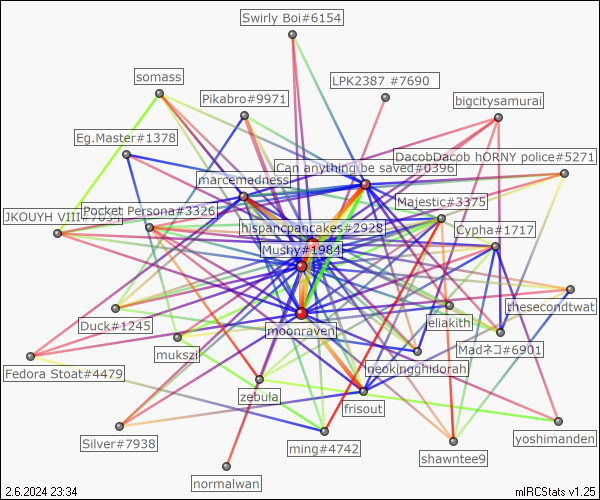 Swirly Boi#6154
somass
LPK2387 #7690
Pikabro#9971
bigcitysamurai
Eg.Master#1378
DacobDacob hORNY police#5271
Can anything be saved#0396
marcemadness
Majestic#3375
JKOUYH VIII#7854
Pocket Persona#3326
hispancpancakes#2928
Cypha#1717
Mushy#1984
thesecondtwat
Duck#1245
moonraven
eliakith
Madネコ#6901
mukszi
neokingghidorah
Fedora Stoat#4479
zebula
frisout
Silver#7938
ming#4742
yoshimanden
shawntee9
normalwan
2.6.2024 23:34
mIRCStats v1.25